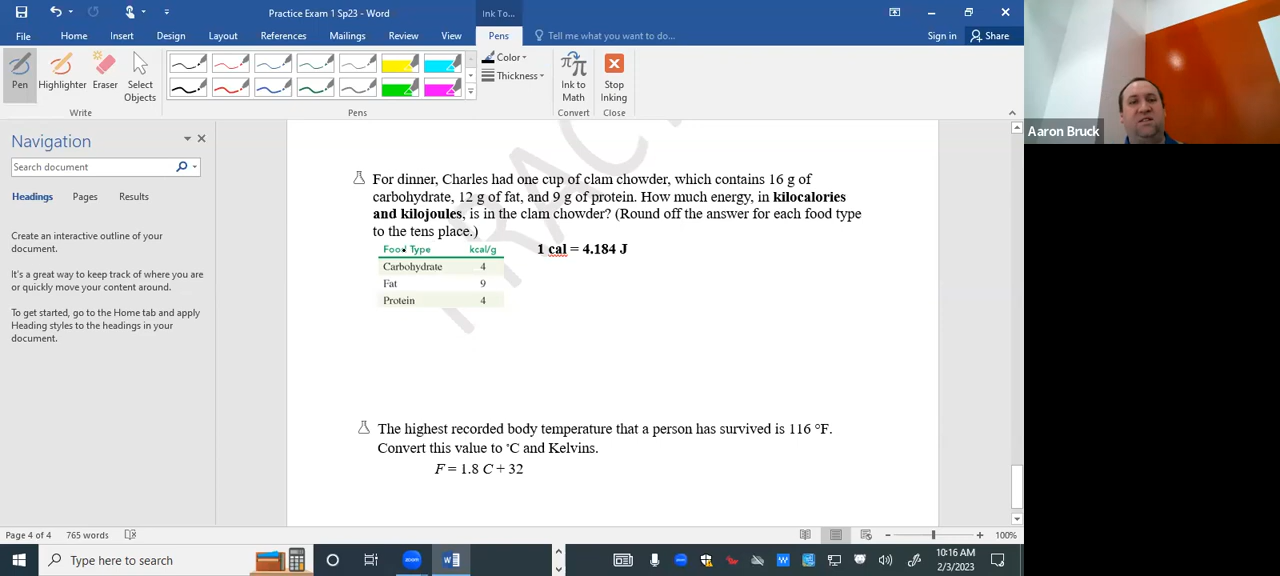 Practice Exam 1 Sp23 - Word
Ink To...
File
Home
Insert
Design
Layout
References
Mailings
Review
View
Pens
Tell me what you want to do...
Sign in
Share
Pen
Highlighter
Eraser
Select
Objects
Color
Thickness
Ink to
Math
Stop
Inking
Write
Pens
Convert
Close
Navigation
Search document
Headings
Pages
Results
Create an interactive outline of your
document.
It's a great way to keep track of where you are
or quickly move your content around.
To get started, go to the Home tab and apply
Heading styles to the headings in your
document.
For dinner, Charles had one cup of clam chowder, which contains 16 g of
carbohydrate, 12 g of fat, and 9 g of protein. How much energy, in kilocalories
and kilojoules, is in the clam chowder? (Round off the answer for each food type
to the tens place.)
Food Type kcal/g
Carbohydrate 4
Fat 9
Protein 4
1 cal = 4.184 J
The highest recorded body temperature that a person has survived is 116 °F.
Convert this value to °C and Kelvins.
F = 1.8 C + 32
Page 4 of 4
765 words
100%
Type here to search
10:16 AM
2/3/2023
Aaron Bruck